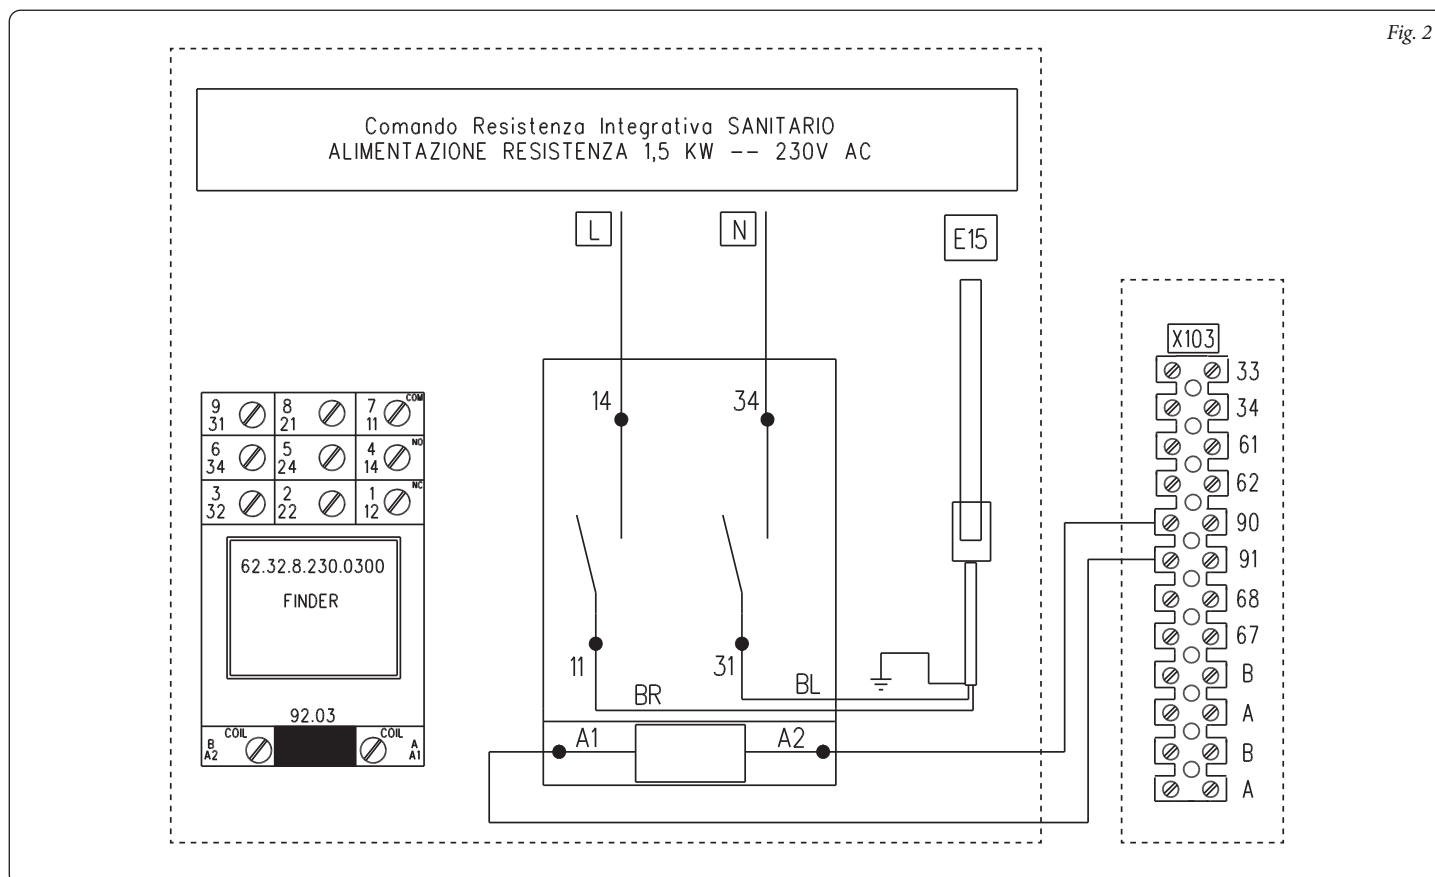 Fig. 2
Comando Resistenza Integrativa SANITARIO
ALIMENTAZIONE RESISTENZA 1,5 KW -- 230V AC
L
N
E15
X103
33
34
61
62
90
91
68
67
B
A
B
A
14
34
11
31
BR
BL
A1
A2
9
31
8
21
7
11
COM
6
34
5
24
4
14
NO
3
32
2
22
1
12
NC
62.32.8.230.0300
FINDER
92.03
COIL
B
A2
COIL
A
A1